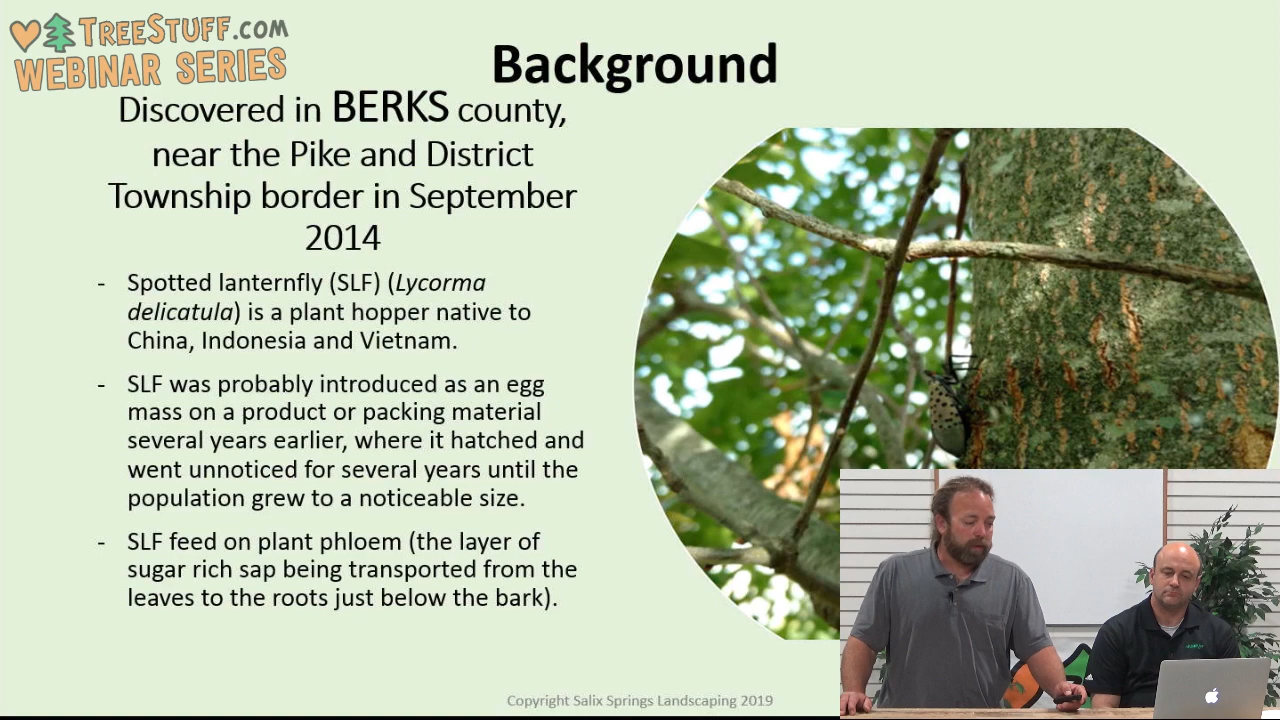 TREESTUFF.COM
WEBINAR SERIES
Background
Discovered in BERKS county,
near the Pike and District
Township border in September
2014
- Spotted lanternfly (SLF) (Lycorma
delicatula) is a plant hopper native to
China, Indonesia and Vietnam.
- SLF was probably introduced as an egg
mass on a product or packing material
several years earlier, where it hatched and
went unnoticed for several years until the
population grew to a noticeable size.
- SLF feed on plant phloem (the layer of
sugar rich sap being transported from the
leaves to the roots just below the bark).
Copyright Salix Springs Landscaping 2019